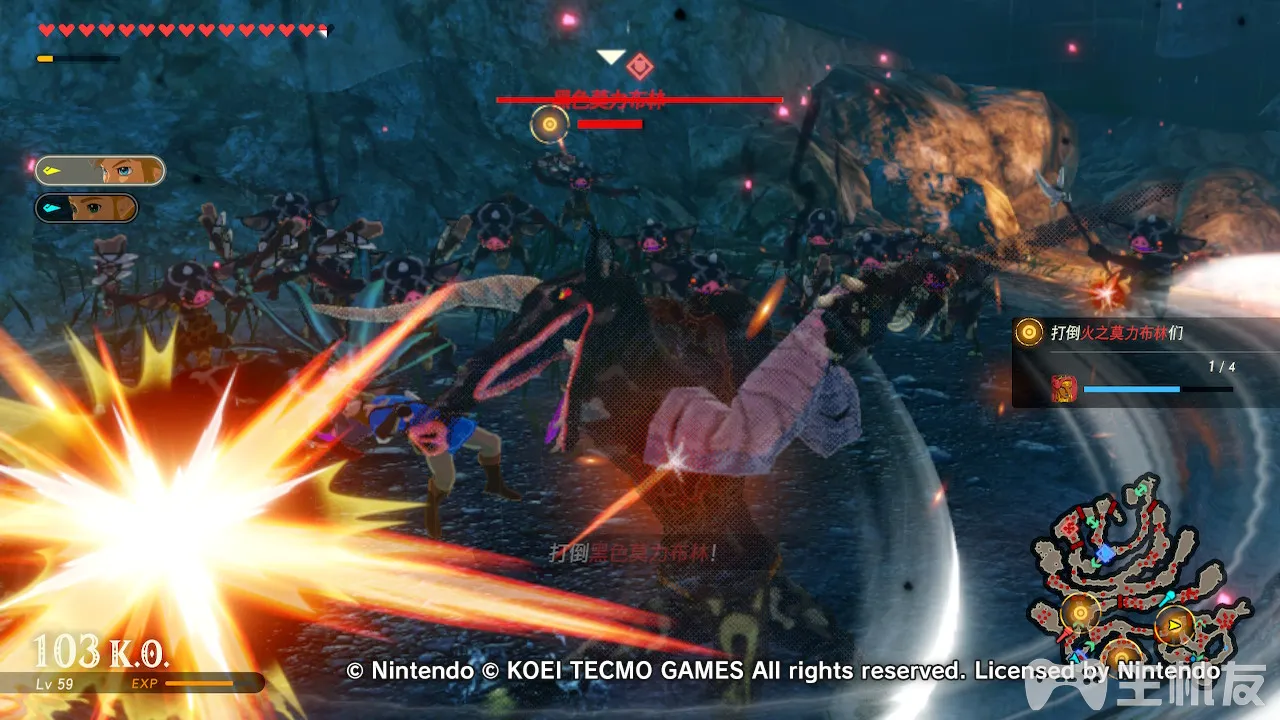 黑色莫力布林
打倒火之莫力布林们
1 / 4
打倒黑色莫力布林!
103 K.O.
Lv 59 EXP
© Nintendo © KOEI TECMO GAMES All rights reserved. Licensed by Nintendo
主机友